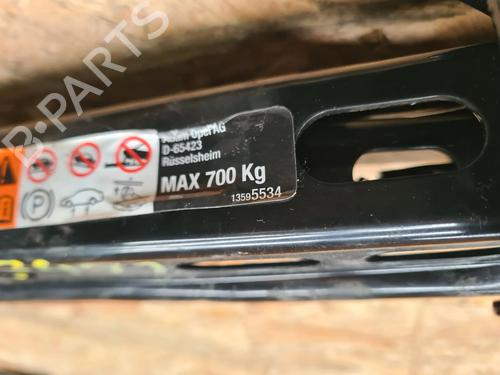 Adam Opel AG
D-65423
Rüsselsheim
MAX 700 Kg
13595534
P
B-PARTS